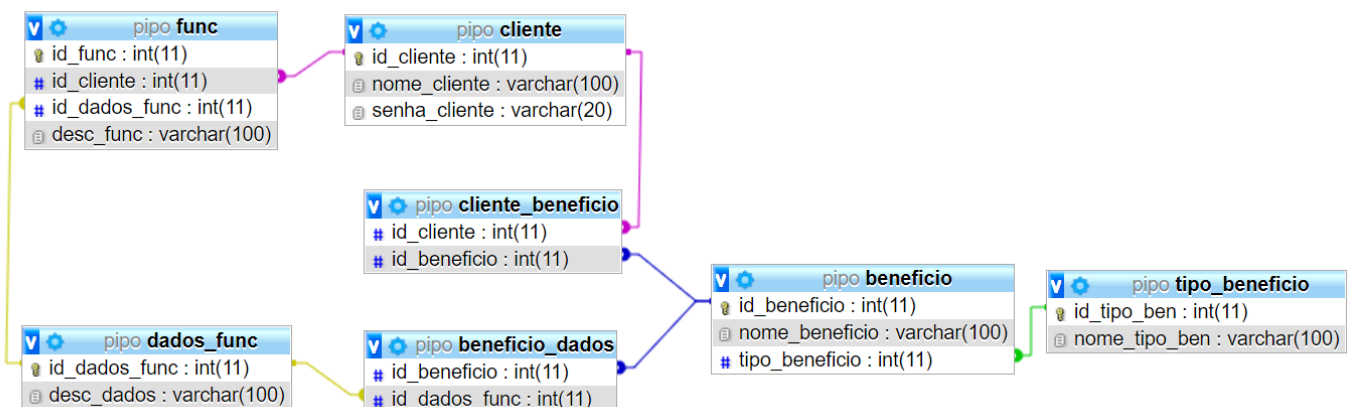 pipo func
id_func : int(11)
id_cliente : int(11)
id_dados_func : int(11)
desc_func : varchar(100)
pipo cliente
id_cliente : int(11)
nome_cliente : varchar(100)
senha_cliente : varchar(20)
pipo cliente_beneficio
id_cliente : int(11)
id_beneficio : int(11)
pipo beneficio
id_beneficio : int(11)
nome_beneficio : varchar(100)
tipo_beneficio : int(11)
pipo tipo_beneficio
id_tipo_ben : int(11)
nome_tipo_ben : varchar(100)
pipo dados_func
id_dados_func : int(11)
desc_dados : varchar(100)
pipo beneficio_dados
id_beneficio : int(11)
id_dados_func : int(11)